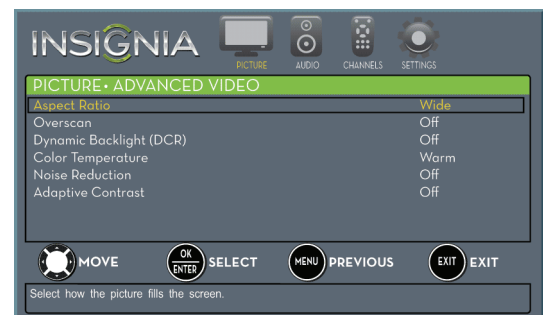 INSIGNIA
PICTURE AUDIO CHANNELS SETTINGS
PICTURE• ADVANCED VIDEO
Aspect Ratio Wide
Overscan Off
Dynamic Backlight (DCR) Off
Color Temperature Warm
Noise Reduction Off
Adaptive Contrast Off
MOVE OK ENTER SELECT MENU PREVIOUS EXIT EXIT
Select how the picture fills the screen.